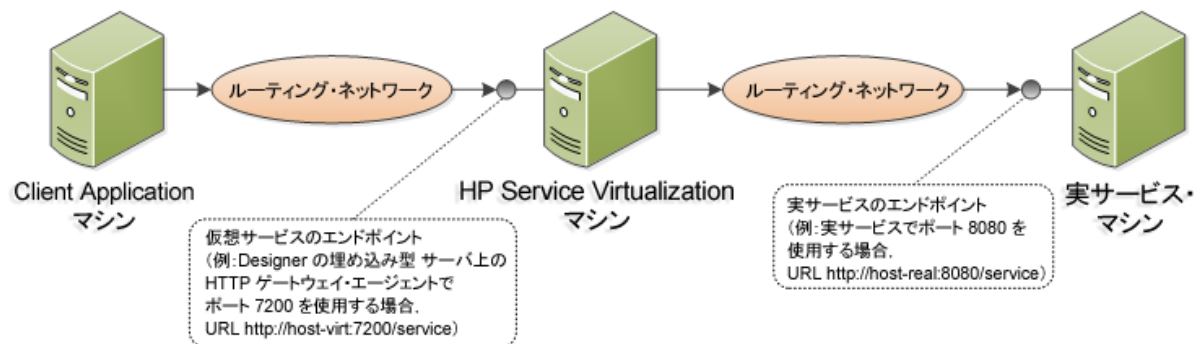 ルーティング・ネットワーク
ルーティング・ネットワーク
Client Application
マシン
HP Service Virtualization
マシン
実サービス・
マシン
仮想サービスのエンドポイント
(例:Designer の埋め込み型 サーバ上の
HTTP ゲートウェイ・エージェントで
ポート 7200 を使用する場合,
URL http://host-virt:7200/service)
実サービスのエンドポイント
(例:実サービスでポート 8080 を
使用する場合,
URL http://host-real:8080/service)